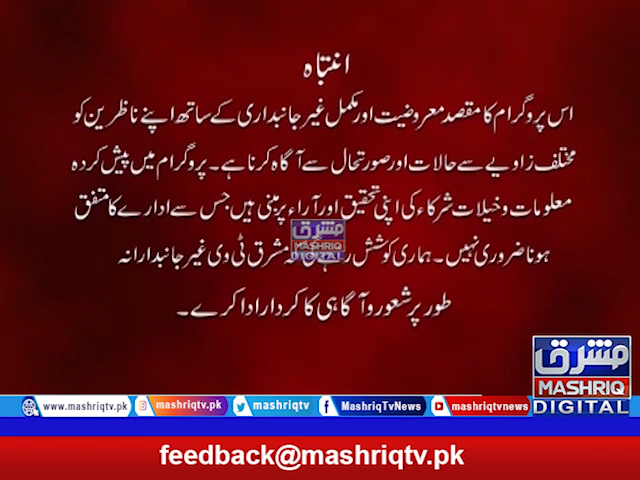 انتباہ
اس پروگرام کا مقصد معروضیت اور مکمل غیر جانبداری کے ساتھ اپنے ناظرین کو
مختلف زاویے سے حالات اور صورتحال سے آگاہ کرنا ہے۔ پروگرام میں پیش کردہ
معلومات و خیلات شرکاء کی اپنی تحقیق اور آراء پر مبنی ہیں جس سے ادارے کا متفق
ہونا ضروری نہیں۔ ہماری کوشش رہے مشرق ٹی وی غیر جانبدارانہ
طور پر شعور و آگاہی کا کردار ادا کرے۔
مشرق
MASHRIQ
DIGITAL
مشرق
MASHRIQ
DIGITAL
www.mashriqtv.pk mashriqtv.pk mashriqtv MashriqTvNews mashriqtvnews
feedback@mashriqtv.pk